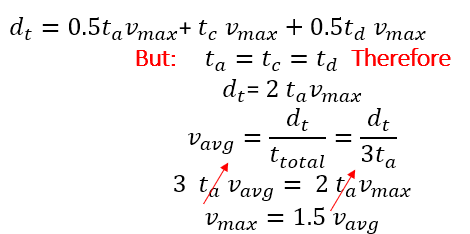 d_t = 0.5t_a v_max + t_c v_max + 0.5t_d v_max
But: t_a = t_c = t_d Therefore
d_t = 2 t_a v_max
v_avg = d_t / t_total = d_t / 3t_a
3 t_a v_avg = 2 t_a v_max
v_max = 1.5 v_avg